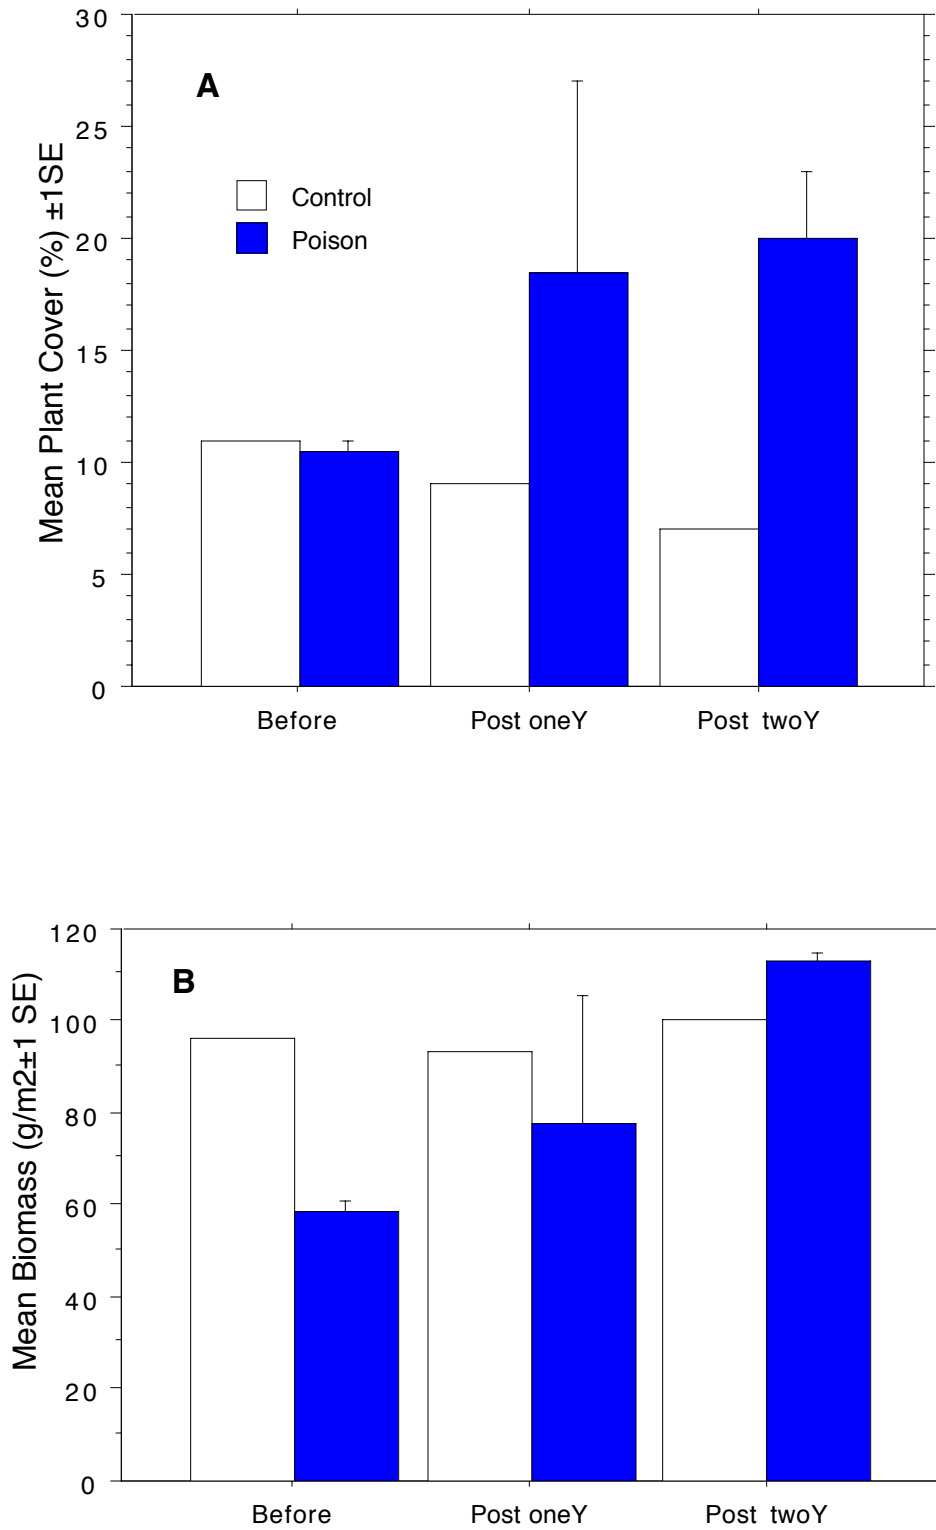 30
A
25
Control
Poison
20
15
10
5
0
Mean Plant Cover (%) ±1SE
Before Post oneY Post twoY
120
B
100
80
60
40
20
0
Mean Biomass (g/m2±1 SE)
Before Post oneY Post twoY